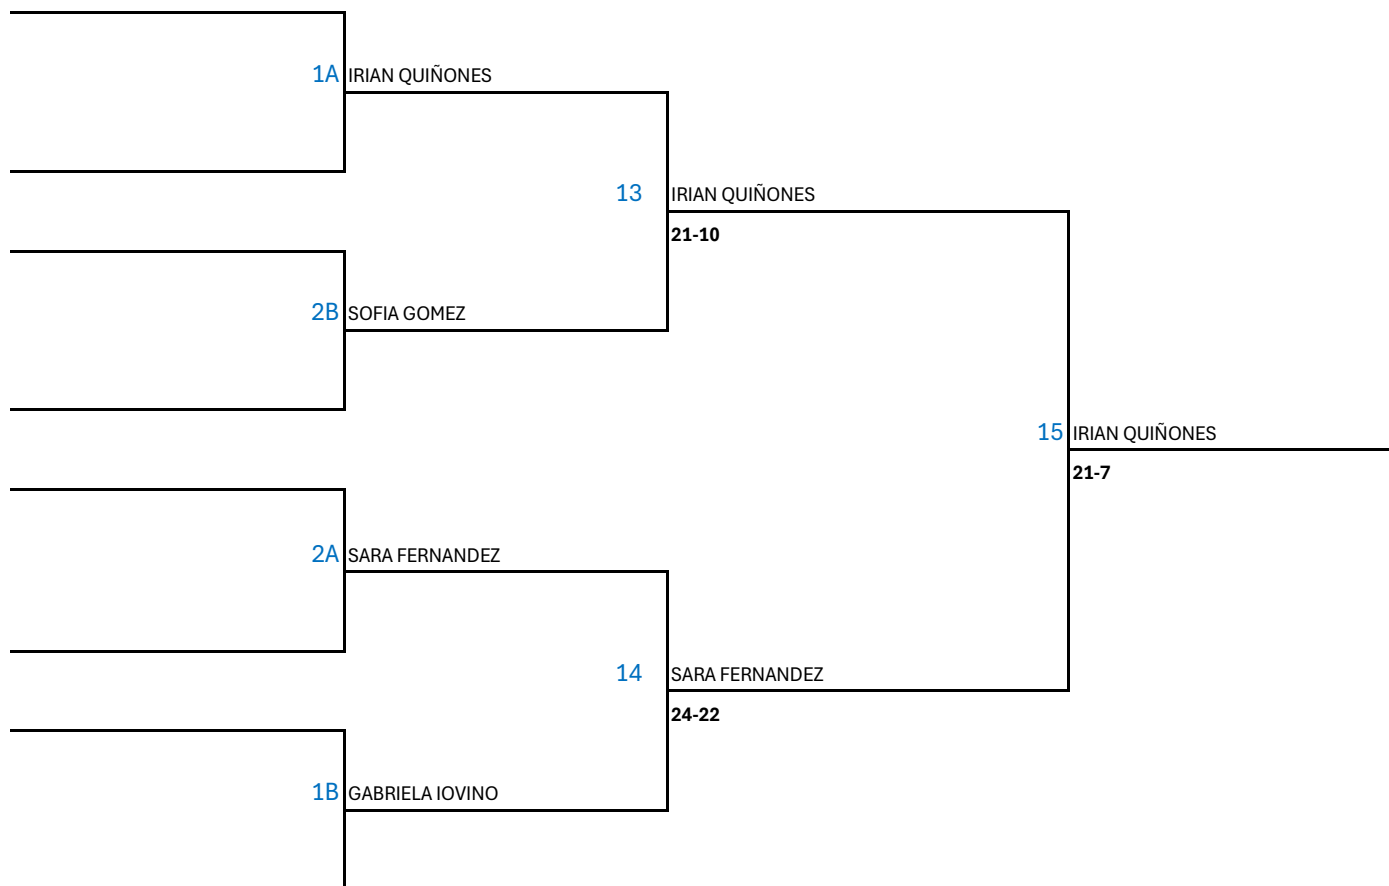 1A IRIAN QUIÑONES
13 IRIAN QUIÑONES
21-10
2B SOFIA GOMEZ
15 IRIAN QUIÑONES
21-7
2A SARA FERNANDEZ
14 SARA FERNANDEZ
24-22
1B GABRIELA IOVINO